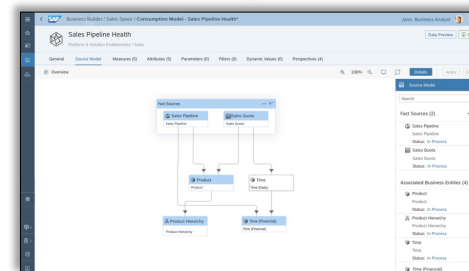 SAP Business Builder / Sales Space / Consumption Model - Sales Pipeline Health*
Jane, Business Analyst
Sales Pipeline Health
Data Preview
General Source Model Measures (5) Attributes (5) Parameters (0) Filters (0) Dynamic Values (0) Perspectives (4)
Overview
100%
Details
Apply
Source Model
Search
Fact Sources (2)
Sales Pipeline
Sales Pipeline
Status: In Process
Sales Quota
Sales Quota
Status: In Process
Associated Business Entities (4)
Product
Product
Status: In Process
Product Hierarchy
Product Hierarchy
Status: In Process
Time
Time
Status: In Process
Time (Financial)
Fact Sources
Sales Pipeline
Sales Pipeline
Sales Quota
Sales Quota
Product
Product
Time
Time (Daily)
Product Hierarchy
Product Hierarchy
Time (Financial)
Time (Financial)